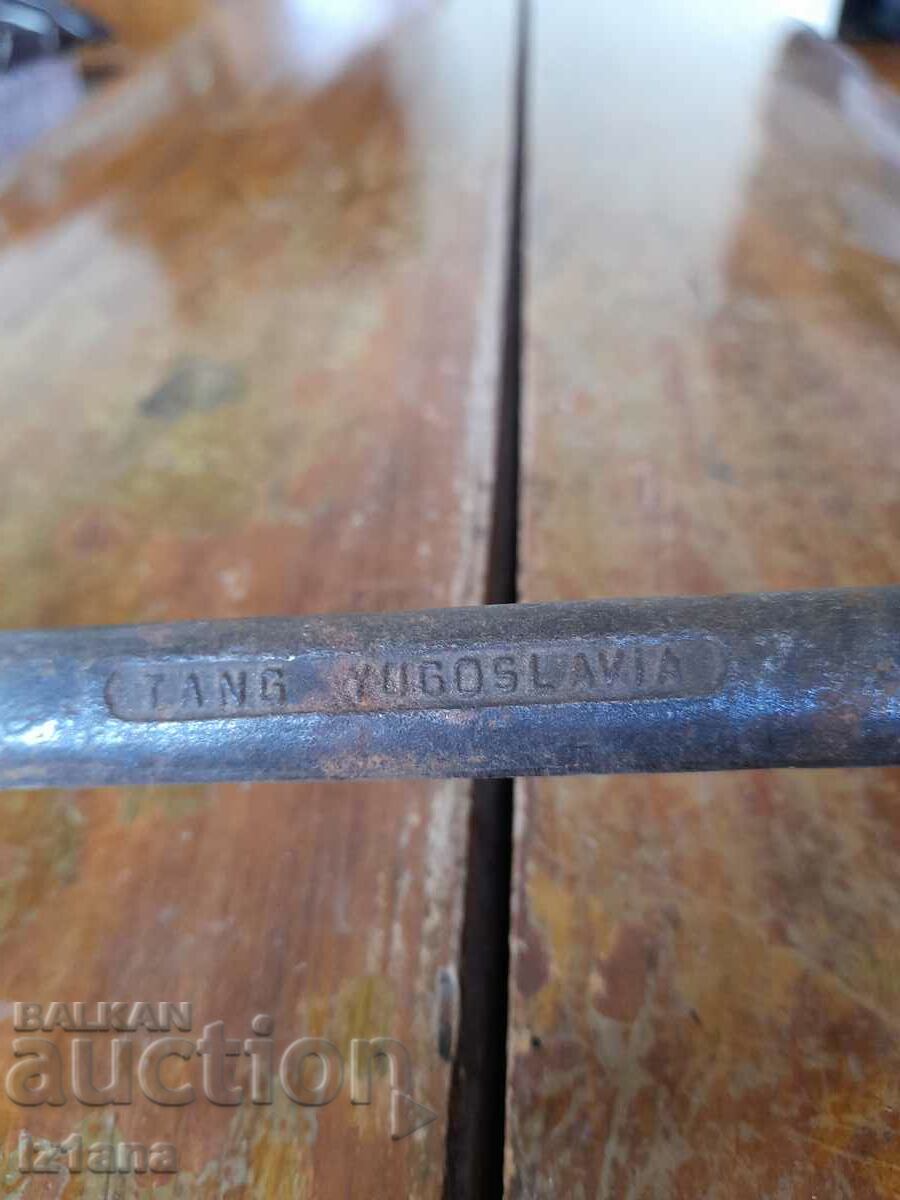 TANG YUGOSLAVIA
BALKAN
auction
iz1ana